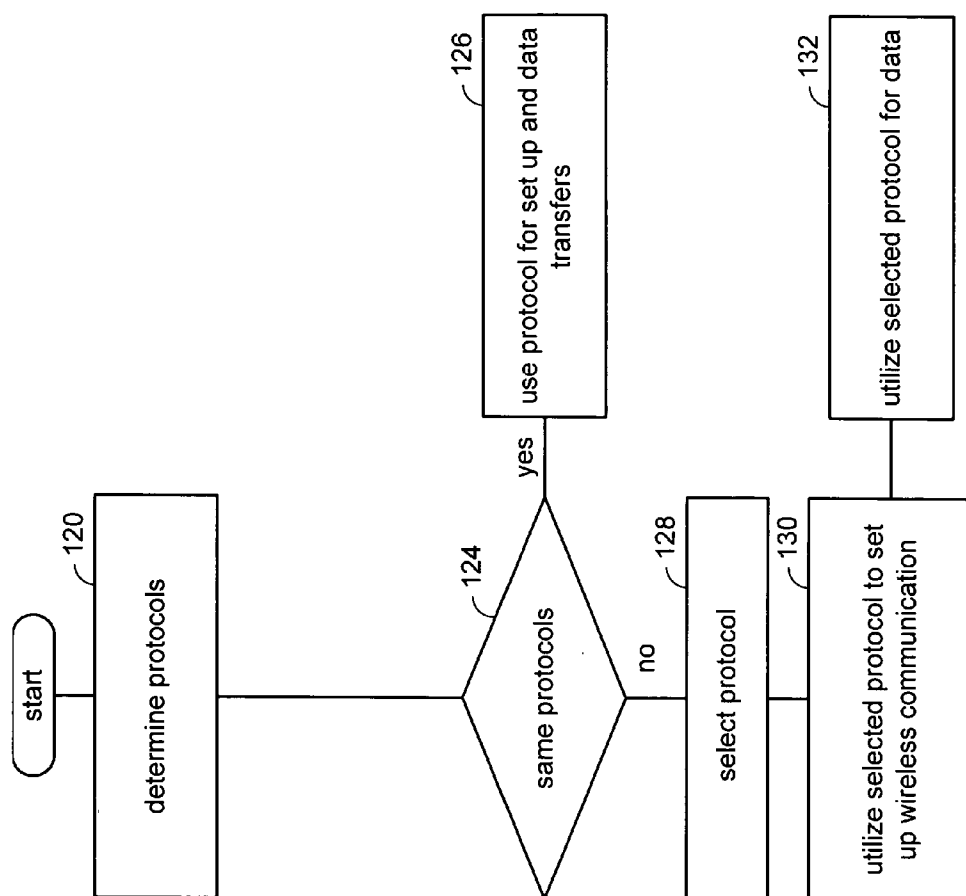 start
120
determine protocols
124
same protocols
yes
126
use protocol for set up and data
transfers
no
128
select protocol
130
utilize selected protocol to set
up wireless communication
132
utilize selected protocol for data